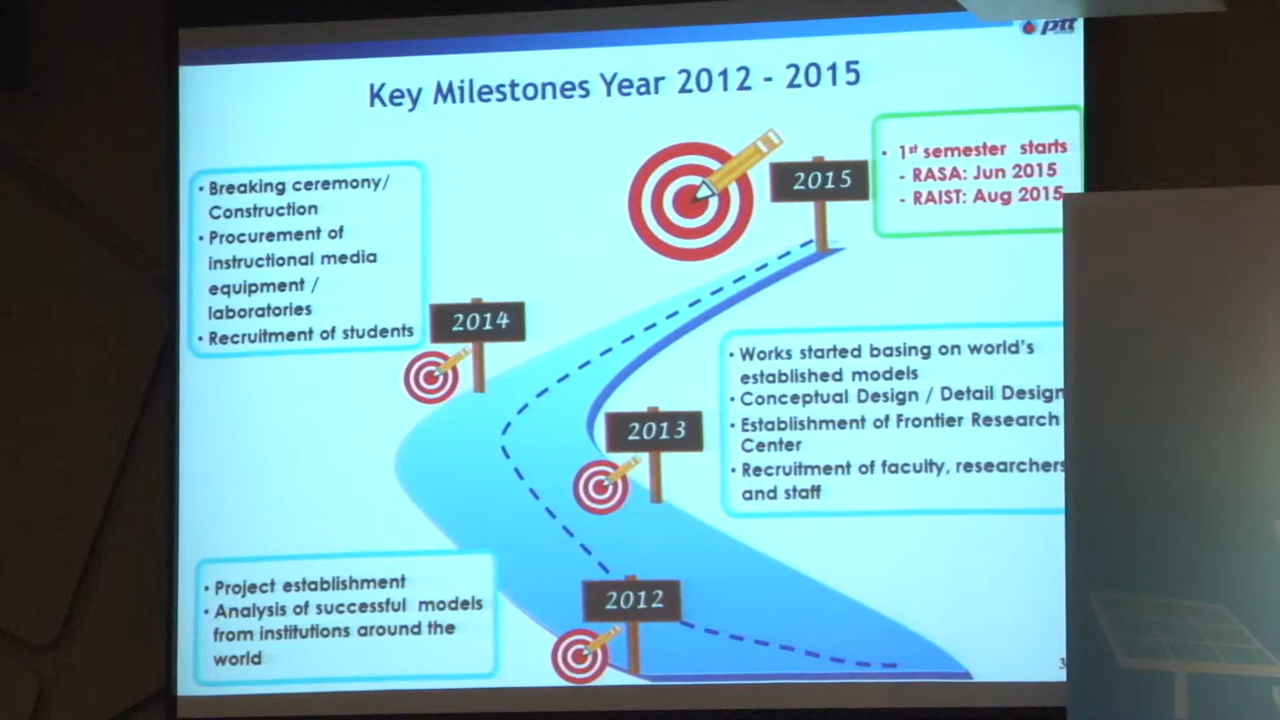 ptt
Key Milestones Year 2012 - 2015
• Breaking ceremony/
Construction
• Procurement of
instructional media
equipment /
laboratories
• Recruitment of students
2015
• 1st semester starts
- RASA: Jun 2015
- RAIST: Aug 2015
2014
2013
• Works started basing on world's
established models
• Conceptual Design / Detail Design
• Establishment of Frontier Research
Center
• Recruitment of faculty, researchers
and staff
• Project establishment
• Analysis of successful models
from institutions around the
world
2012
3